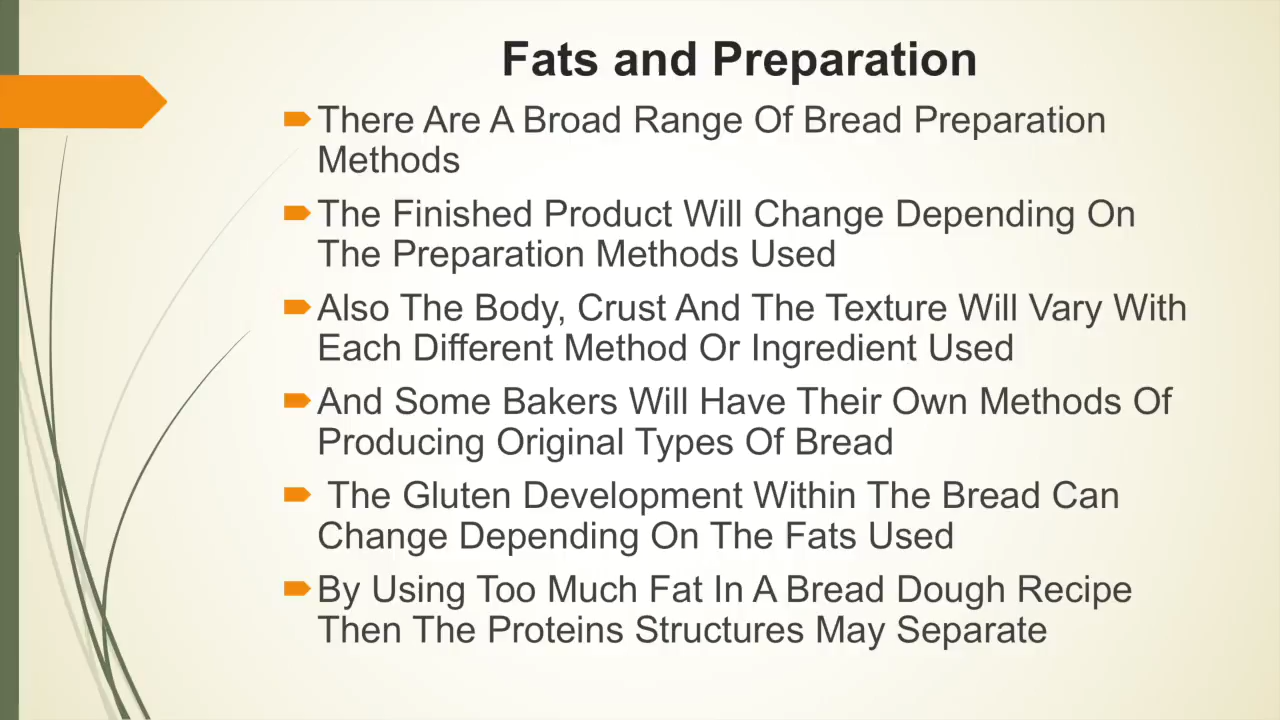 Fats and Preparation
There Are A Broad Range Of Bread Preparation
Methods
The Finished Product Will Change Depending On
The Preparation Methods Used
Also The Body, Crust And The Texture Will Vary With
Each Different Method Or Ingredient Used
And Some Bakers Will Have Their Own Methods Of
Producing Original Types Of Bread
The Gluten Development Within The Bread Can
Change Depending On The Fats Used
By Using Too Much Fat In A Bread Dough Recipe
Then The Proteins Structures May Separate